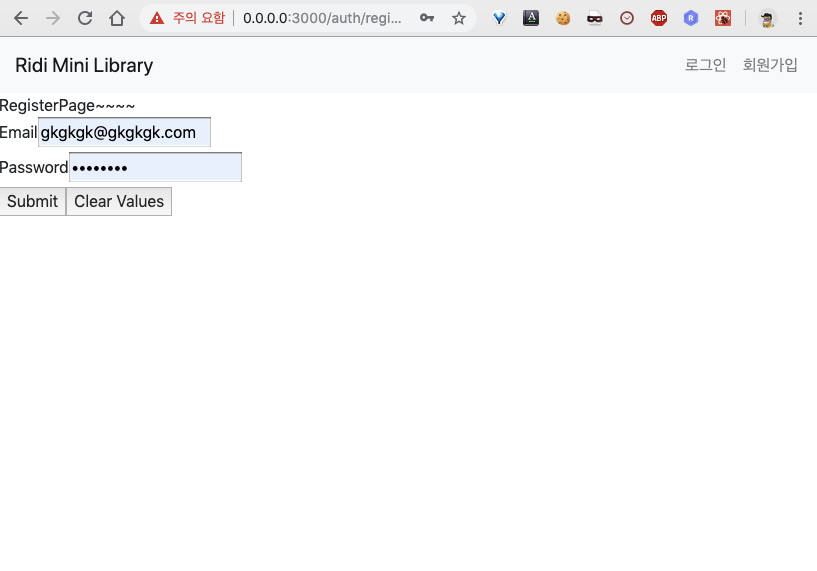 주의 요함 0.0.0.0:3000/auth/regi...
ABP
Ridi Mini Library 로그인 회원가입
RegisterPage~~~~
Email gkgkgk@gkgkgk.com
Password ••••••••
Submit Clear Values